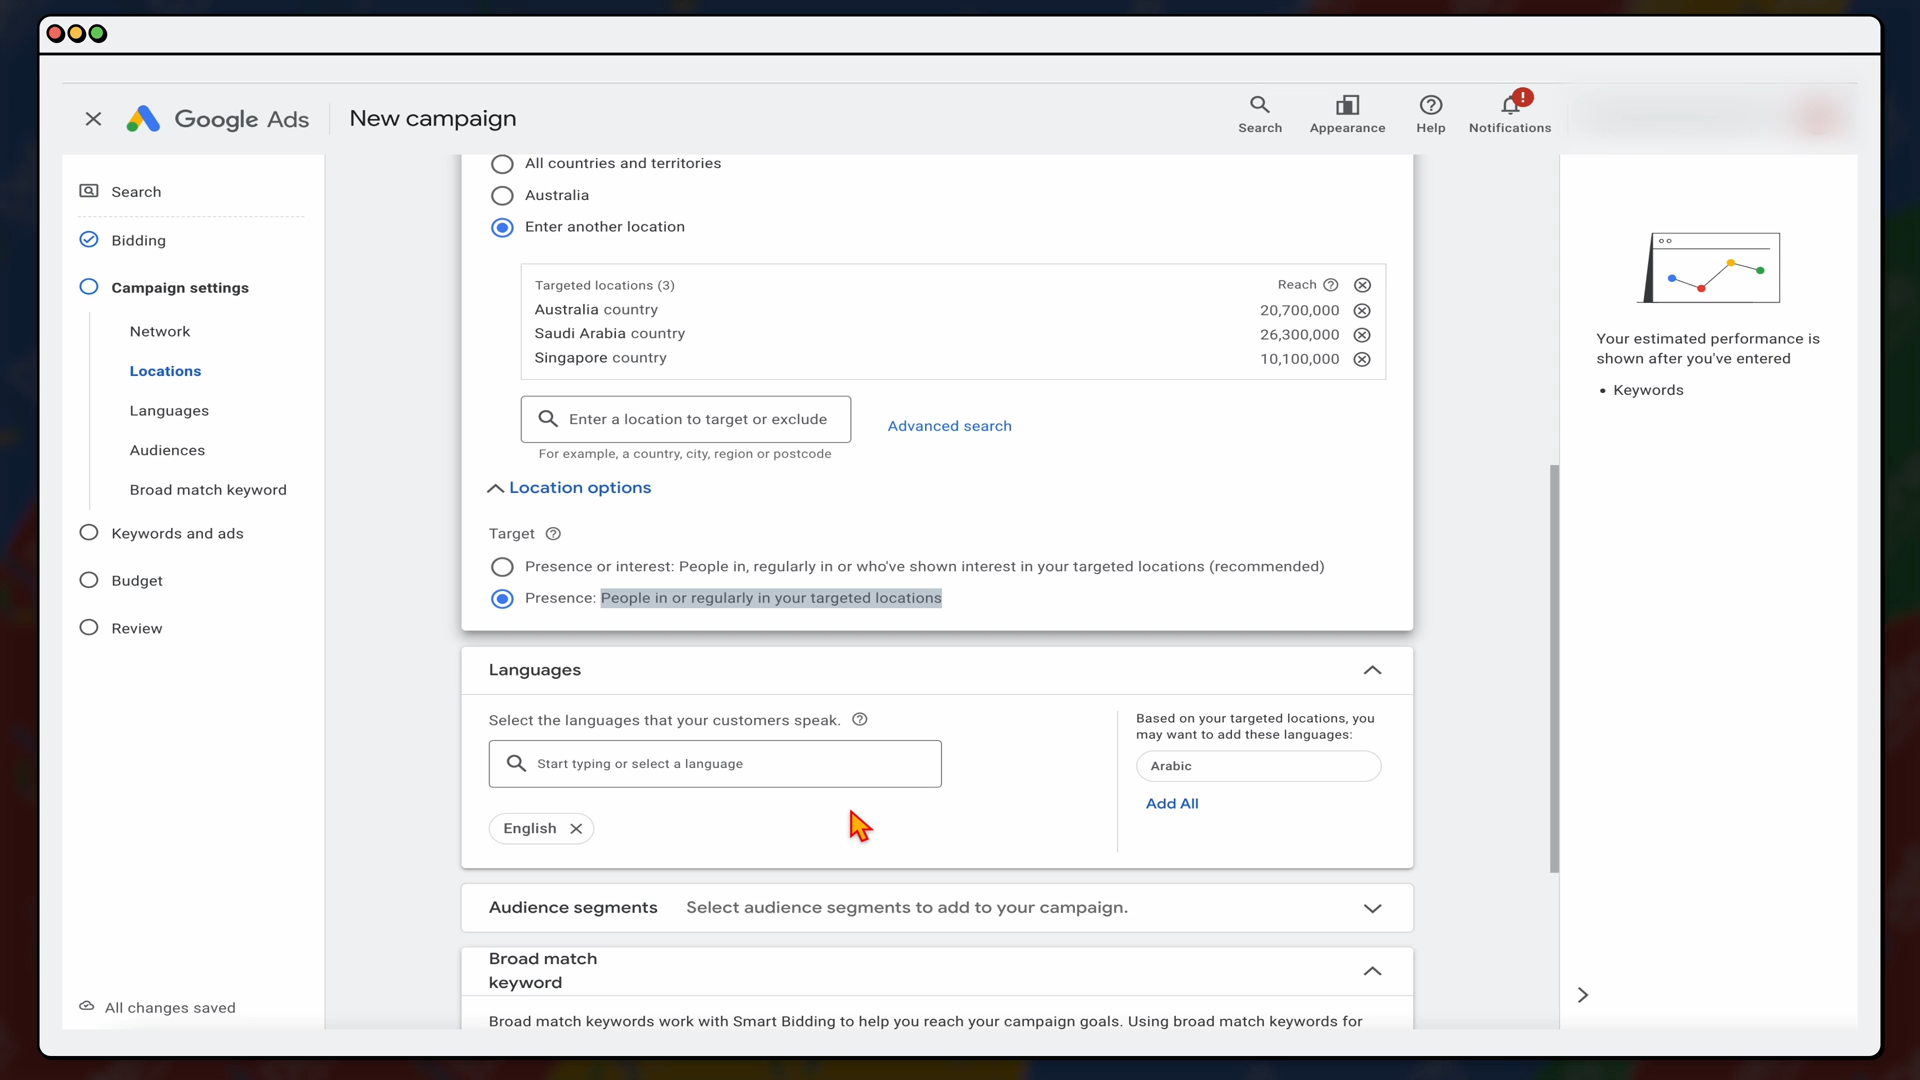 Google Ads
New campaign
Search
Appearance
Help
!
Notifications
Search
Bidding
Campaign settings
Network
Locations
Languages
Audiences
Broad match keyword
Keywords and ads
Budget
Review
All changes saved
All countries and territories
Australia
Enter another location
Targeted locations (3) Reach
Australia country 20,700,000
Saudi Arabia country 26,300,000
Singapore country 10,100,000
Enter a location to target or exclude
Advanced search
For example, a country, city, region or postcode
Location options
Target
Presence or interest: People in, regularly in or who've shown interest in your targeted locations (recommended)
Presence: People in or regularly in your targeted locations
Languages
Select the languages that your customers speak.
Start typing or select a language
English
Based on your targeted locations, you
may want to add these languages:
Arabic
Add All
Audience segments Select audience segments to add to your campaign.
Broad match
keyword
Broad match keywords work with Smart Bidding to help you reach your campaign goals. Using broad match keywords for
Your estimated performance is
shown after you've entered
• Keywords